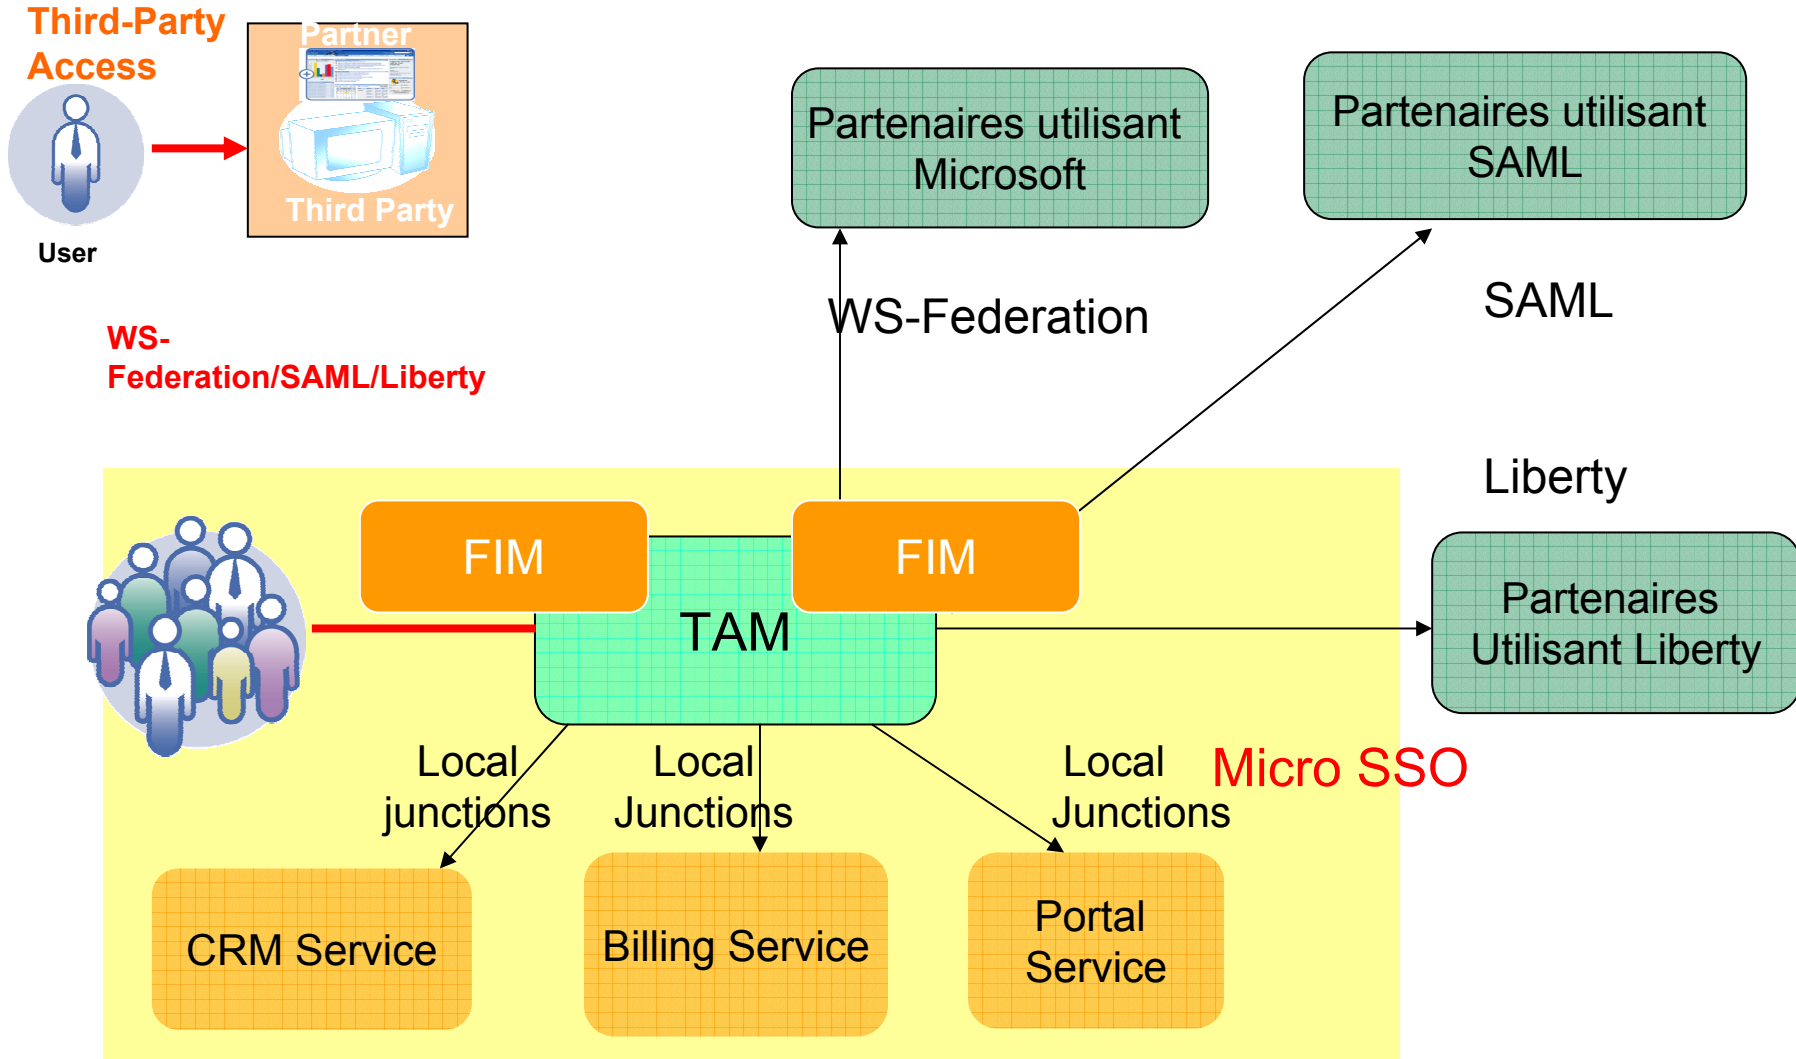 Third-Party
Access
Partner
Third Party
User
Partenaires utilisant
Microsoft
Partenaires utilisant
SAML
WS-Federation
SAML
WS-
Federation/SAML/Liberty
Liberty
FIM
FIM
TAM
Partenaires
Utilisant Liberty
Local
junctions
Local
Junctions
Local
Junctions
Micro SSO
CRM Service
Billing Service
Portal
Service